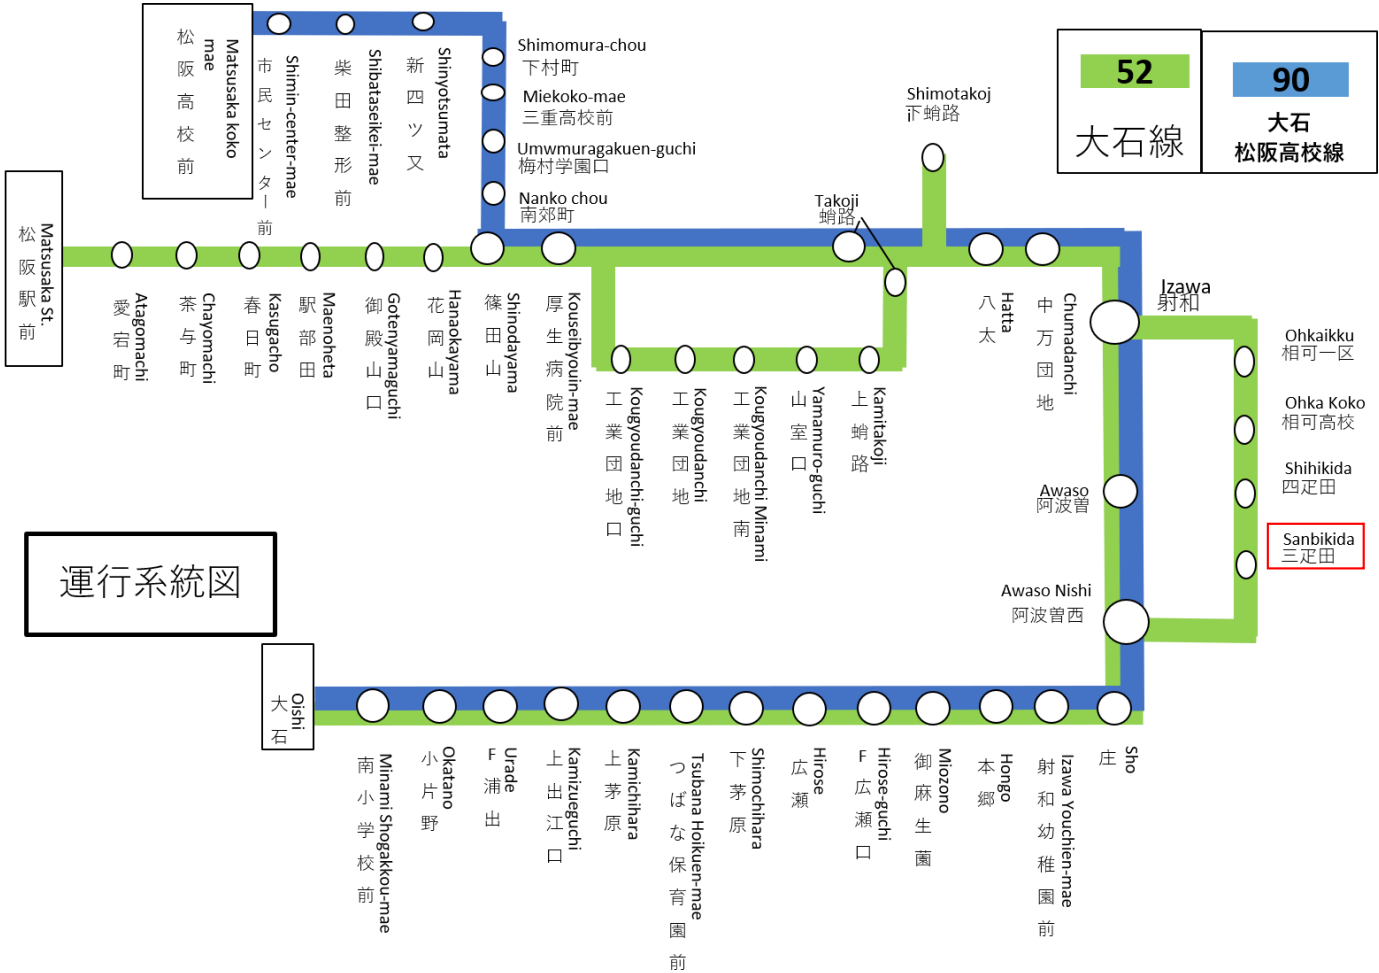 松阪高校前
Matsusaka koko
mae
市民センター前
Shimin-center-mae
柴田整形前
Shibataseikei-mae
新四ツ又
Shinyotsumata
Shimomura-chou
下村町
Miekoko-mae
三重高校前
Umwmuragakuen-guchi
梅村学園口
Nanko chou
南郊町
Shimotakoj
i下蛸路
Takoji
蛸路
52
大石線
90
大石
松阪高校線
松阪駅前
Matsusaka St.
愛宕町
Atagomachi
茶与町
Chayomachi
春日町
Kasugacho
駅部田
Maenoheta
御殿山口
Gotenyamaguchi
花岡山
Hanaokayama
篠田山
Shinodayama
厚生病院前
Kouseibyouin-mae
工業団地口
Kougyoudanchi-guchi
工業団地
Kougyoudanchi
工業団地南
Kougyoudanchi Minami
山室口
Yamamuro-guchi
上蛸路
Kamitakoji
八太
Hatta
中万団地
Chumadanchi
Izawa
射和
Ohkaikku
相可一区
Ohka Koko
相可高校
Shihikida
四疋田
Sanbikida
三疋田
Awaso
阿波曽
Awaso Nishi
阿波曽西
運行系統図
大石
Oishi
南小学校前
Minami Shogakkou-mae
小片野
Okatano
F浦出
Urade
上出江口
Kamizueguchi
上茅原
Kamichihara
つばな保育園前
Tsubana Hoikuen-mae
下茅原
Shimochihara
広瀬
Hirose
F広瀬口
Hirose-guchi
御麻生薗
Miozono
本郷
Hongo
射和幼稚園前
Izawa Youchien-mae
庄
Sho